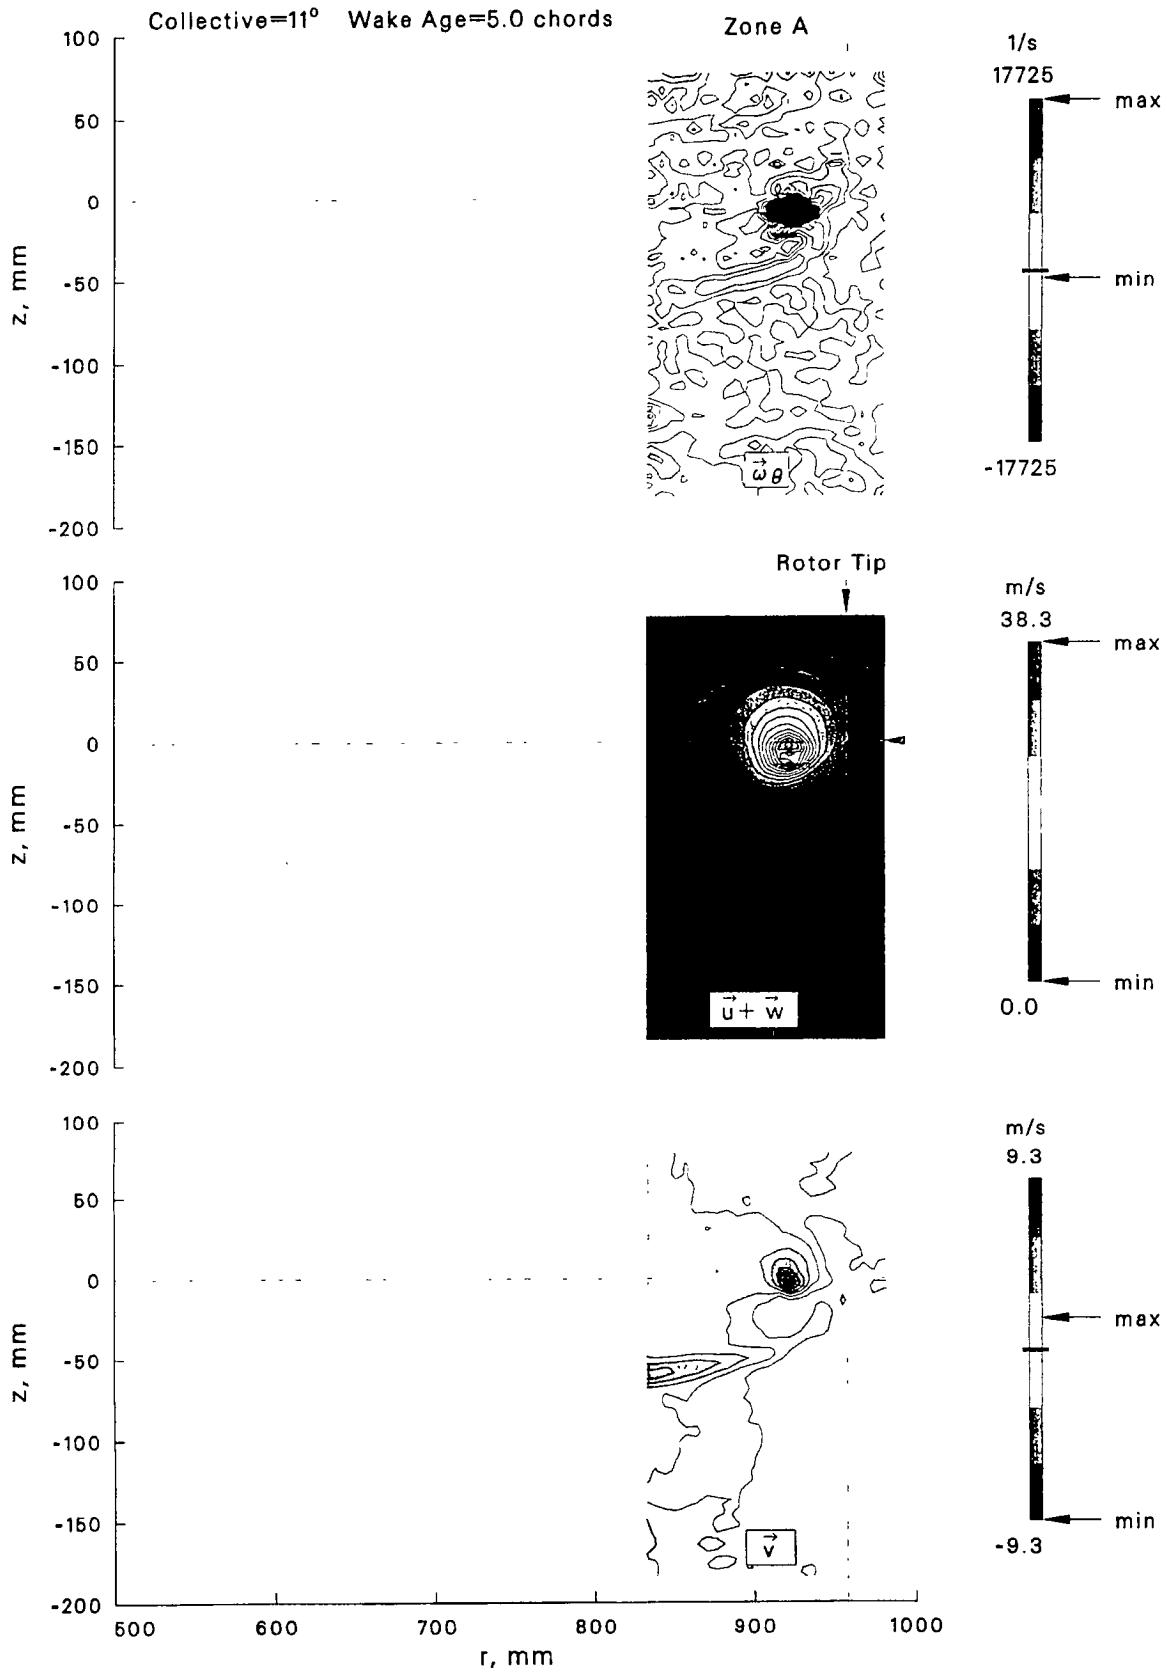 Collective=11° Wake Age=5.0 chords
Zone A
1/s
17725
max
min
-17725
100
50
0
-50
-100
-150
-200
z, mm
ω⃗ θ
Rotor Tip
m/s
38.3
max
min
0.0
100
50
0
-50
-100
-150
-200
z, mm
u⃗ + w⃗
m/s
9.3
max
min
-9.3
100
50
0
-50
-100
-150
-200
z, mm
v⃗
500 600 700 800 900 1000
r, mm